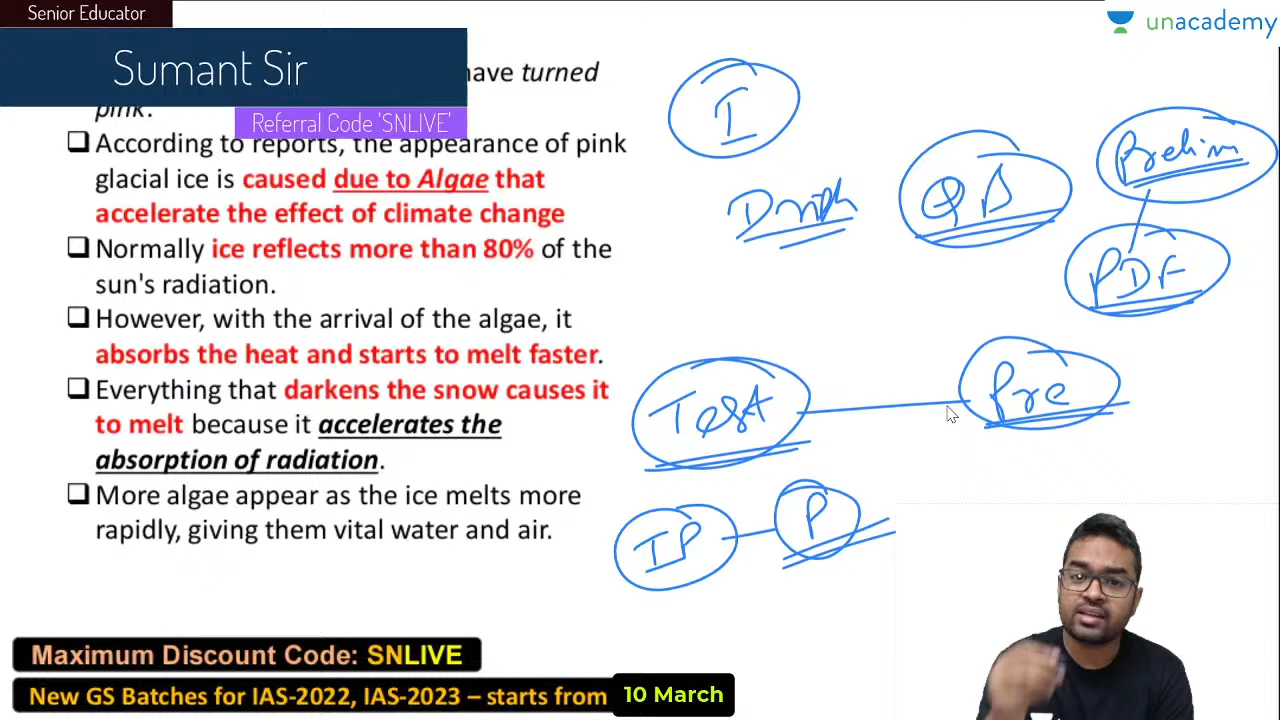 Senior Educator
unacademy
Sumant Sir
have turned
pink.
Referral Code 'SNLIVE'
❑ According to reports, the appearance of pink
glacial ice is caused due to Algae that
accelerate the effect of climate change
❑ Normally ice reflects more than 80% of the
sun's radiation.
❑ However, with the arrival of the algae, it
absorbs the heat and starts to melt faster.
❑ Everything that darkens the snow causes it
to melt because it accelerates the
absorption of radiation.
❑ More algae appear as the ice melts more
rapidly, giving them vital water and air.
I
QB
Prelim
PDF
Test
Pre
IP
P
Maximum Discount Code: SNLIVE
New GS Batches for IAS-2022, IAS-2023 – starts from 10 March